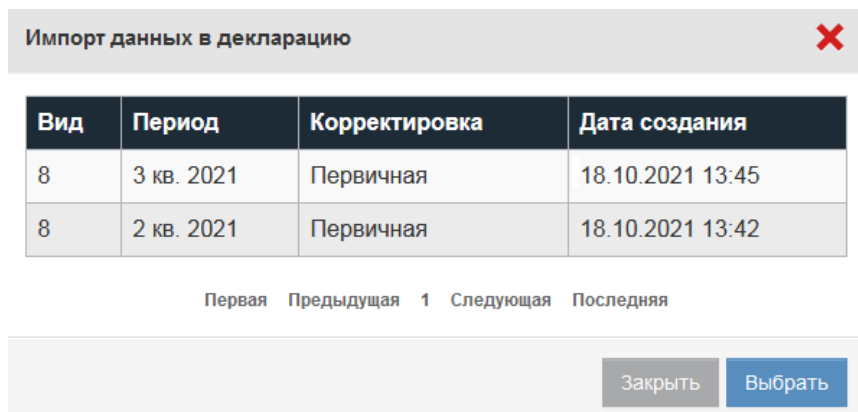 Импорт данных в декларацию
Вид Период Корректировка Дата создания
8 3 кв. 2021 Первичная 18.10.2021 13:45
8 2 кв. 2021 Первичная 18.10.2021 13:42
Первая Предыдущая 1 Следующая Последняя
Закрыть Выбрать